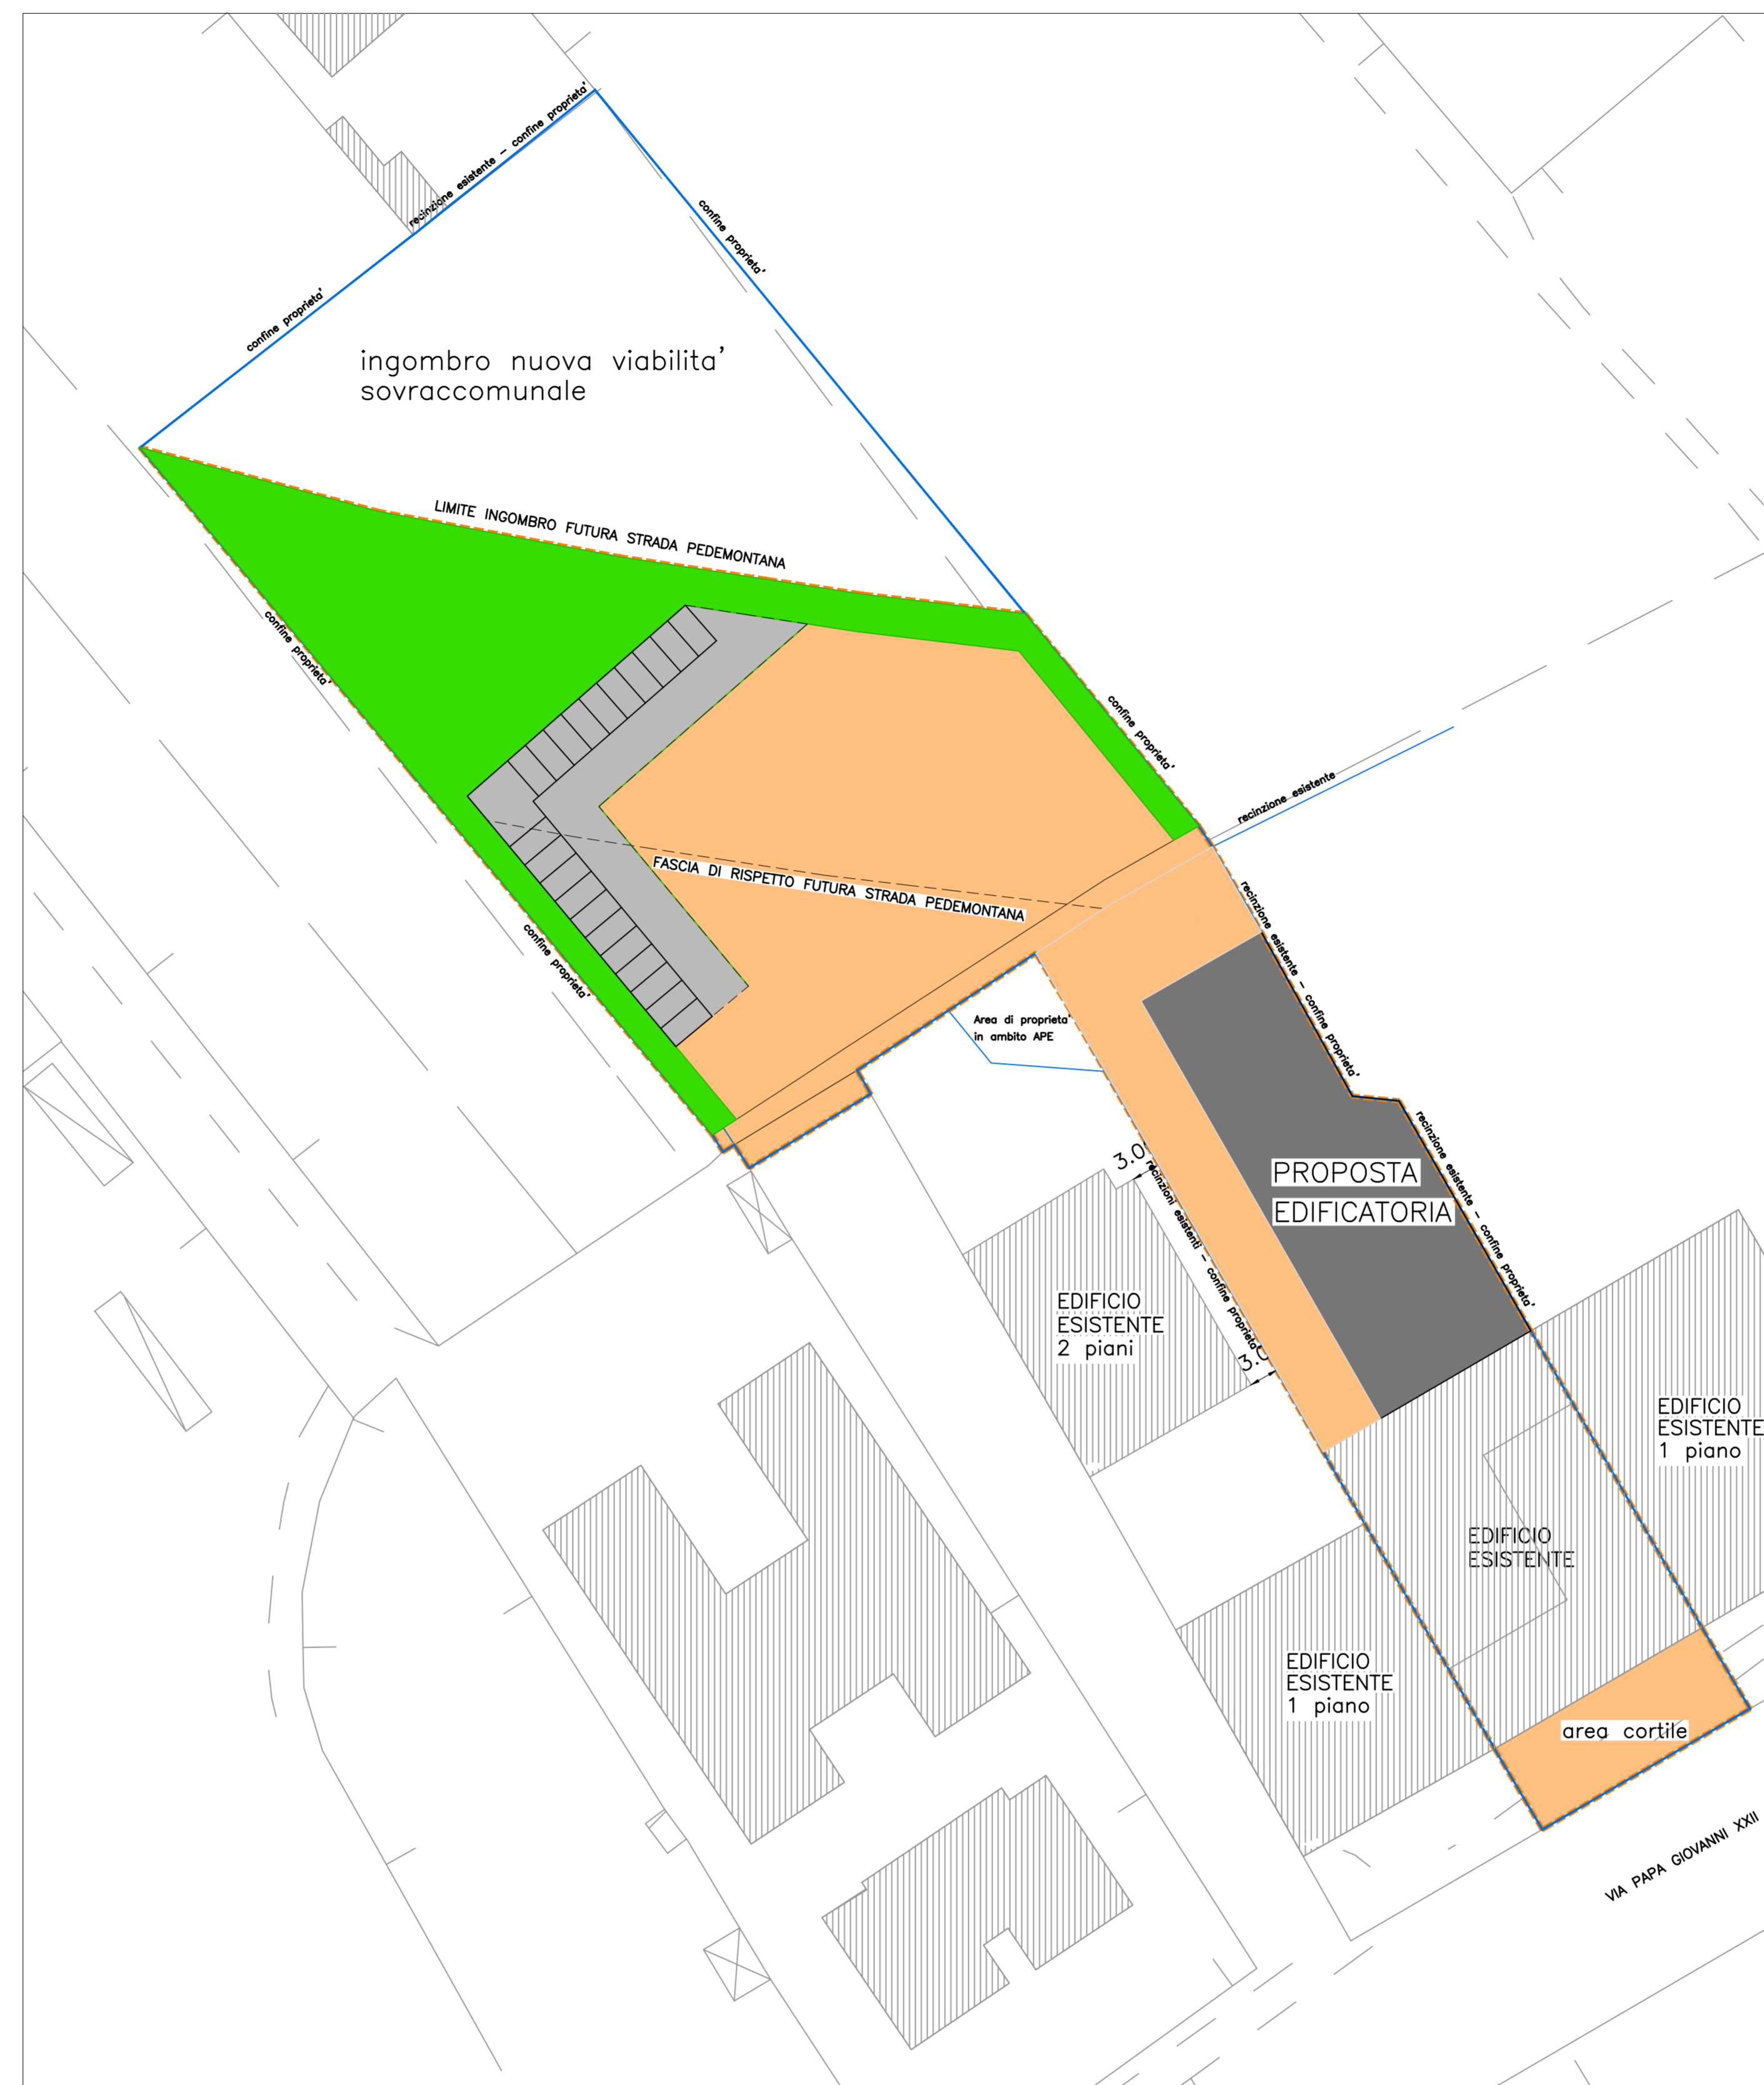 recinzione esistente - confine proprieta'
confine proprieta'
confine proprieta'
ingombro nuova viabilita'
sovraccomunale
LIMITE INGOMBRO FUTURA STRADA PEDEMONTANA
confine proprieta'
confine proprieta'
recinzione esistente
FASCIA DI RISPETTO FUTURA STRADA PEDEMONTANA
confine proprieta'
recinzione esistente - confine proprieta'
Area di proprieta'
in ambito APE
recinzione esistente - confine proprieta'
3.0
PROPOSTA
EDIFICATORIA
recinzioni esistenti - confine proprieta'
EDIFICIO
ESISTENTE
2 piani
3.0
EDIFICIO
ESISTENTE
1 piano
EDIFICIO
ESISTENTE
EDIFICIO
ESISTENTE
1 piano
area cortile
VIA PAPA GIOVANNI XXII